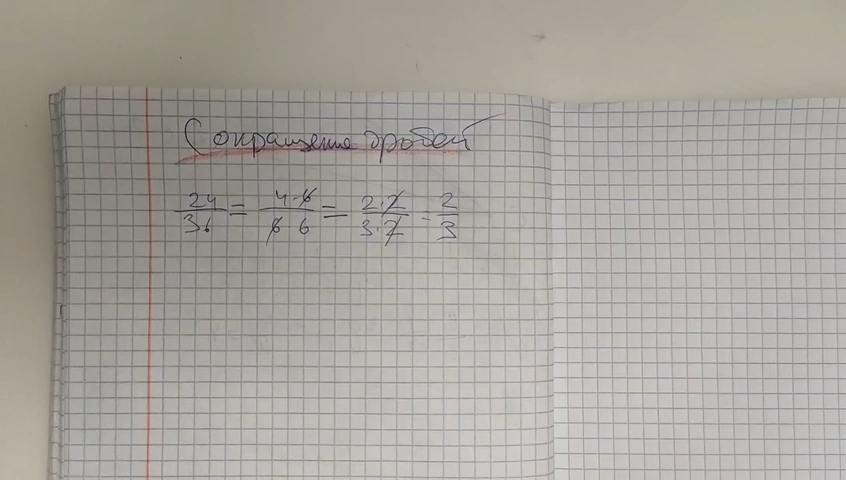 Сокращение дробей
24/36 = 4·6/6·6 = 2·2/3·2 = 2/3